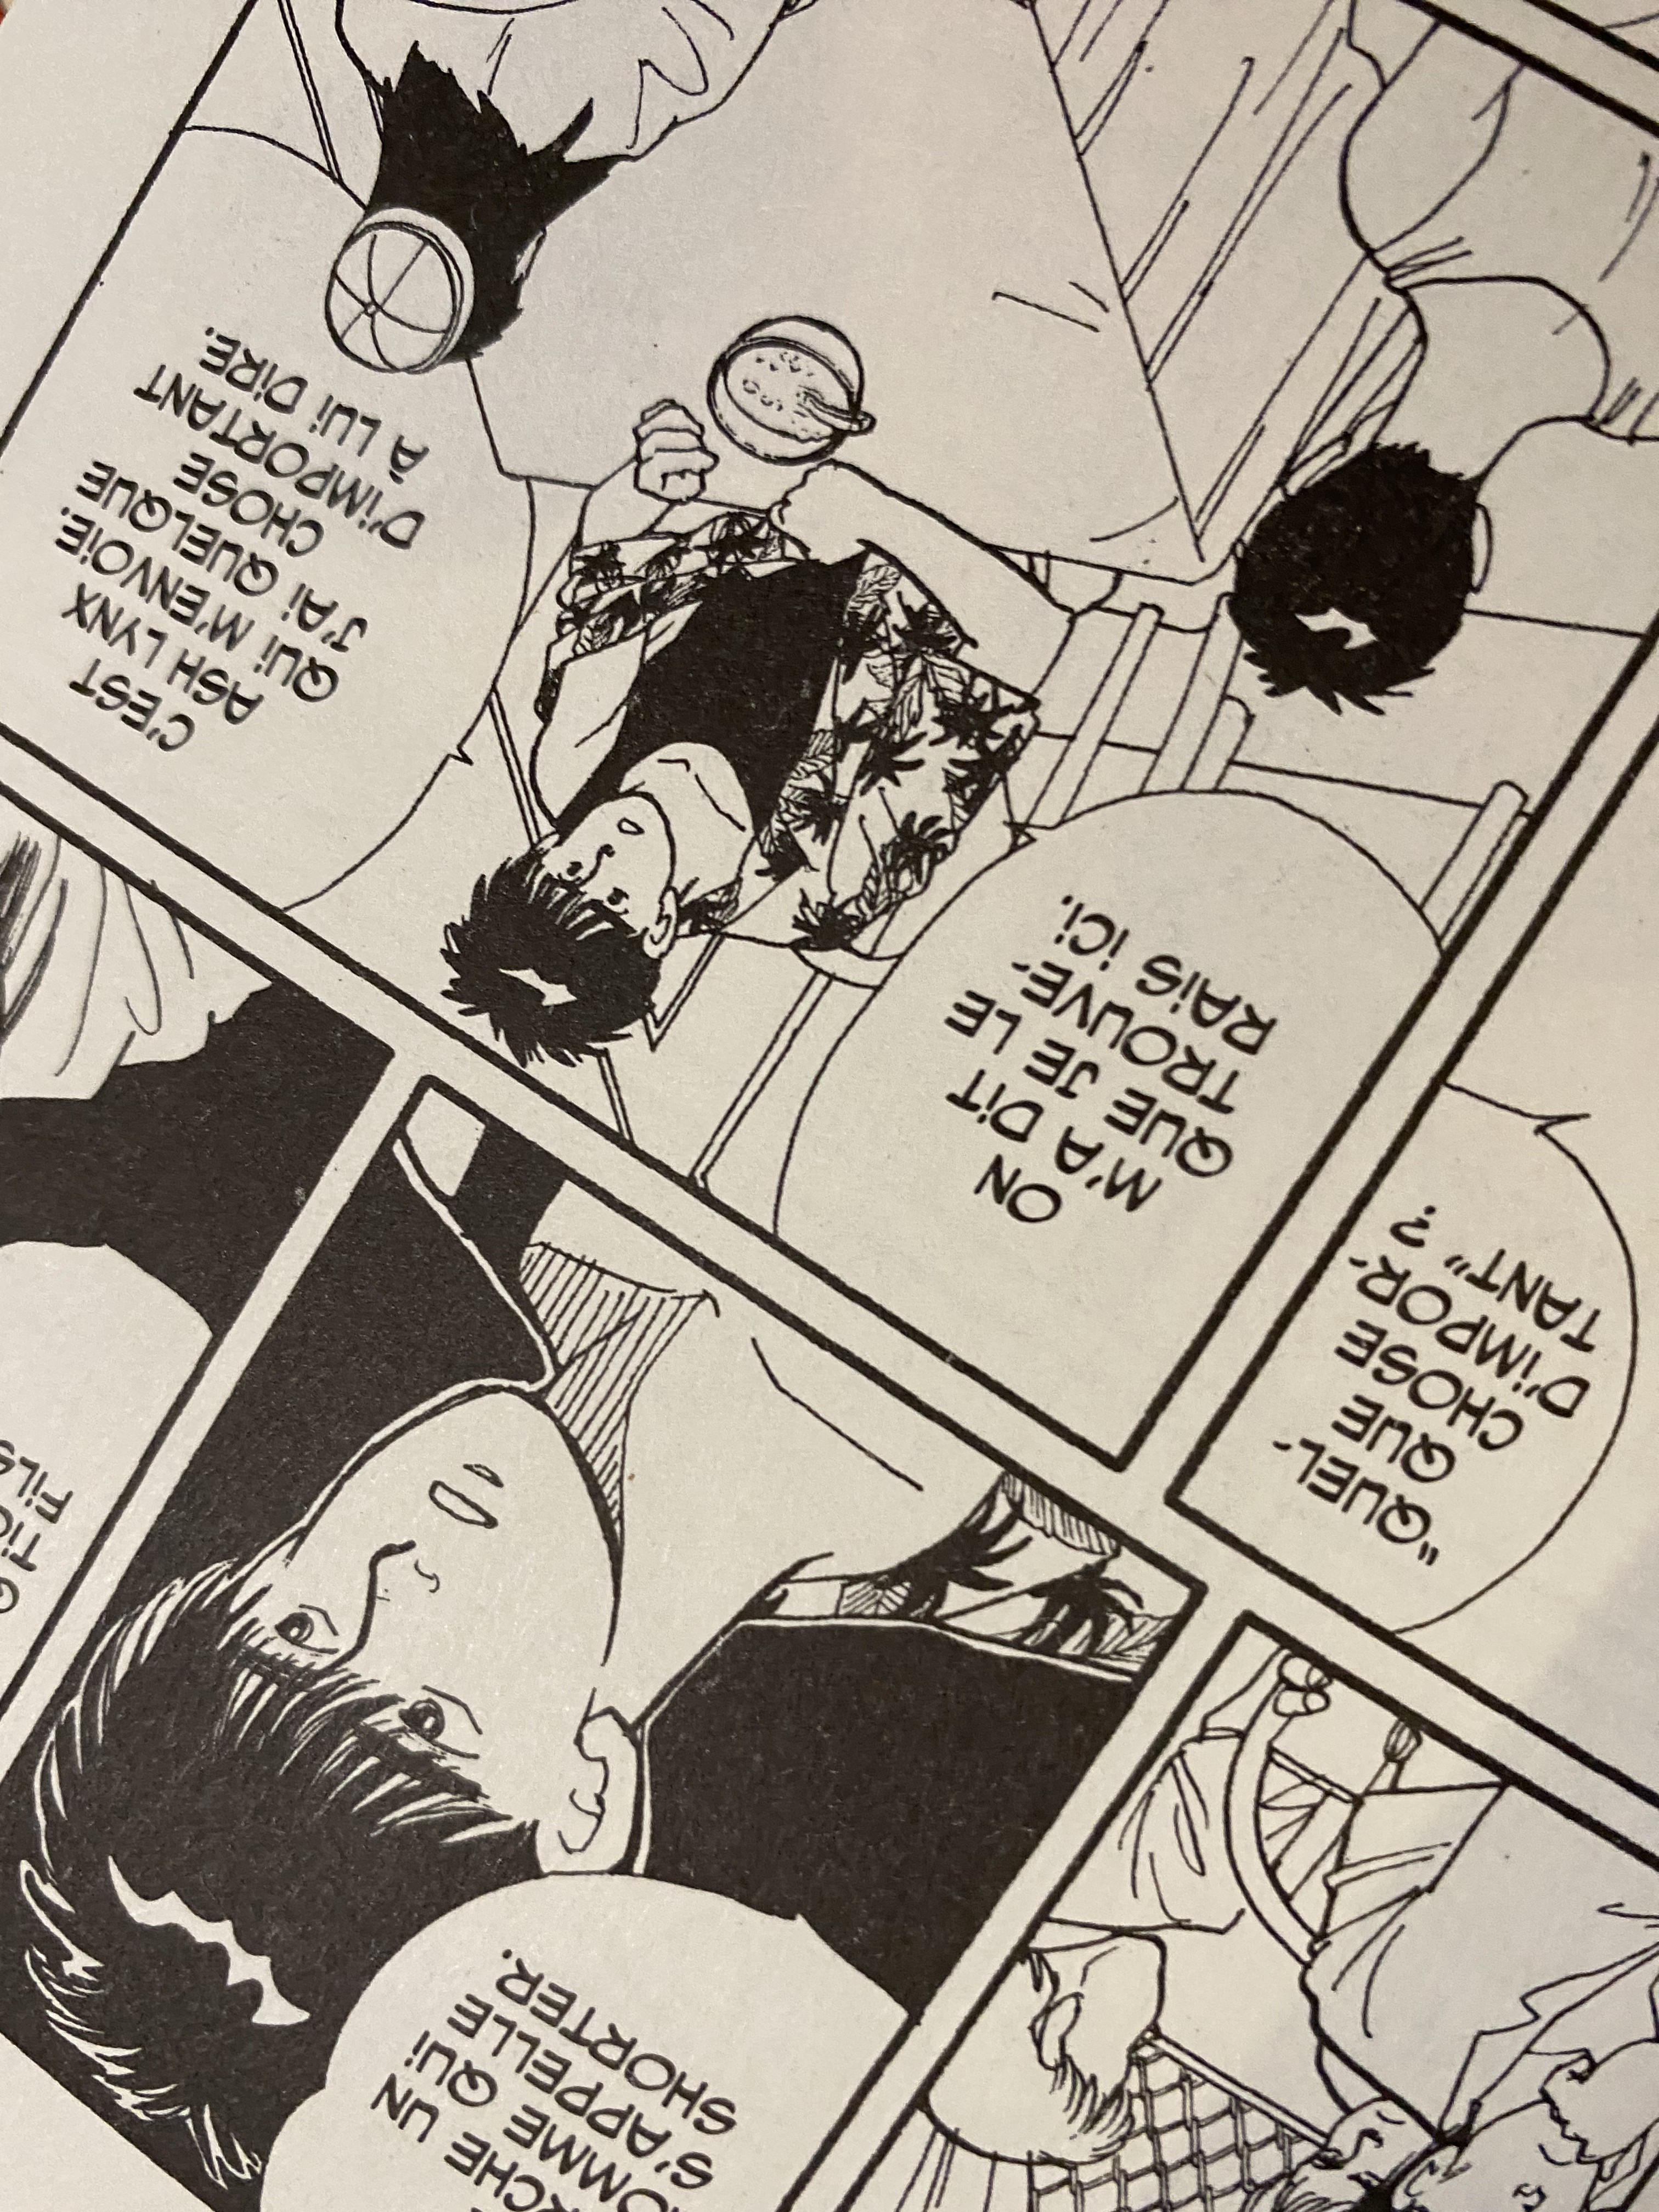 FILS
UN
HOMME QUI
S'APPELLE
SHORTER.
C'EST
ASH LYNX
QUI M'ENVOIE.
J'AI QUELQUE
CHOSE
D'IMPORTANT
À LUI DIRE.
ON
M'A DIT
QUE JE LE
TROUVE-
RAIS ICI.
"QUEL-
QUE
CHOSE
D'IMPOR-
TANT" ?